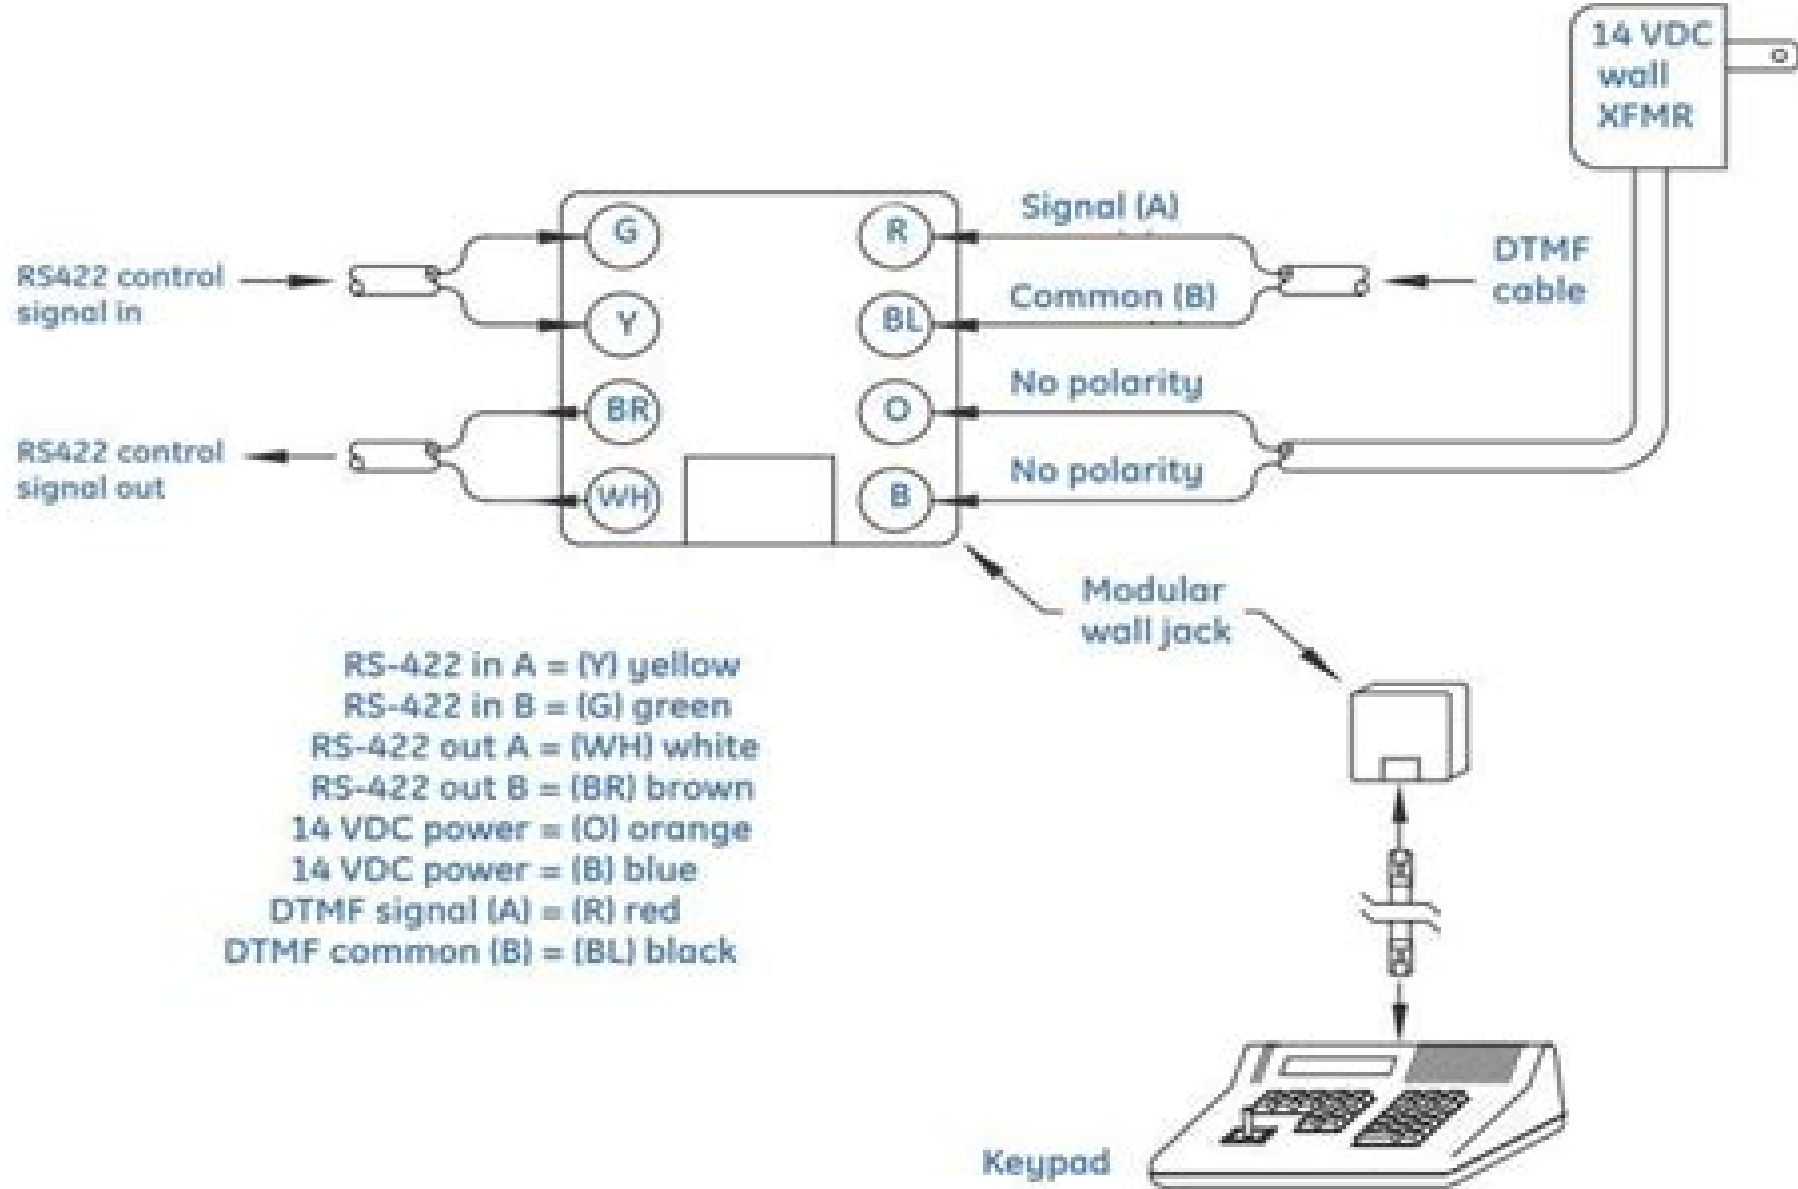 14 VDC
wall
XFMR
Signal (A)
G
R
DTMF
cable
RS422 control
signal in
Common (B)
Y
BL
No polarity
BR
O
RS422 control
signal out
No polarity
WH
B
Modular
wall jack
RS-422 in A = (Y) yellow
RS-422 in B = (G) green
RS-422 out A = (WH) white
RS-422 out B = (BR) brown
14 VDC power = (O) orange
14 VDC power = (B) blue
DTMF signal (A) = (R) red
DTMF common (B) = (BL) black
Keypad